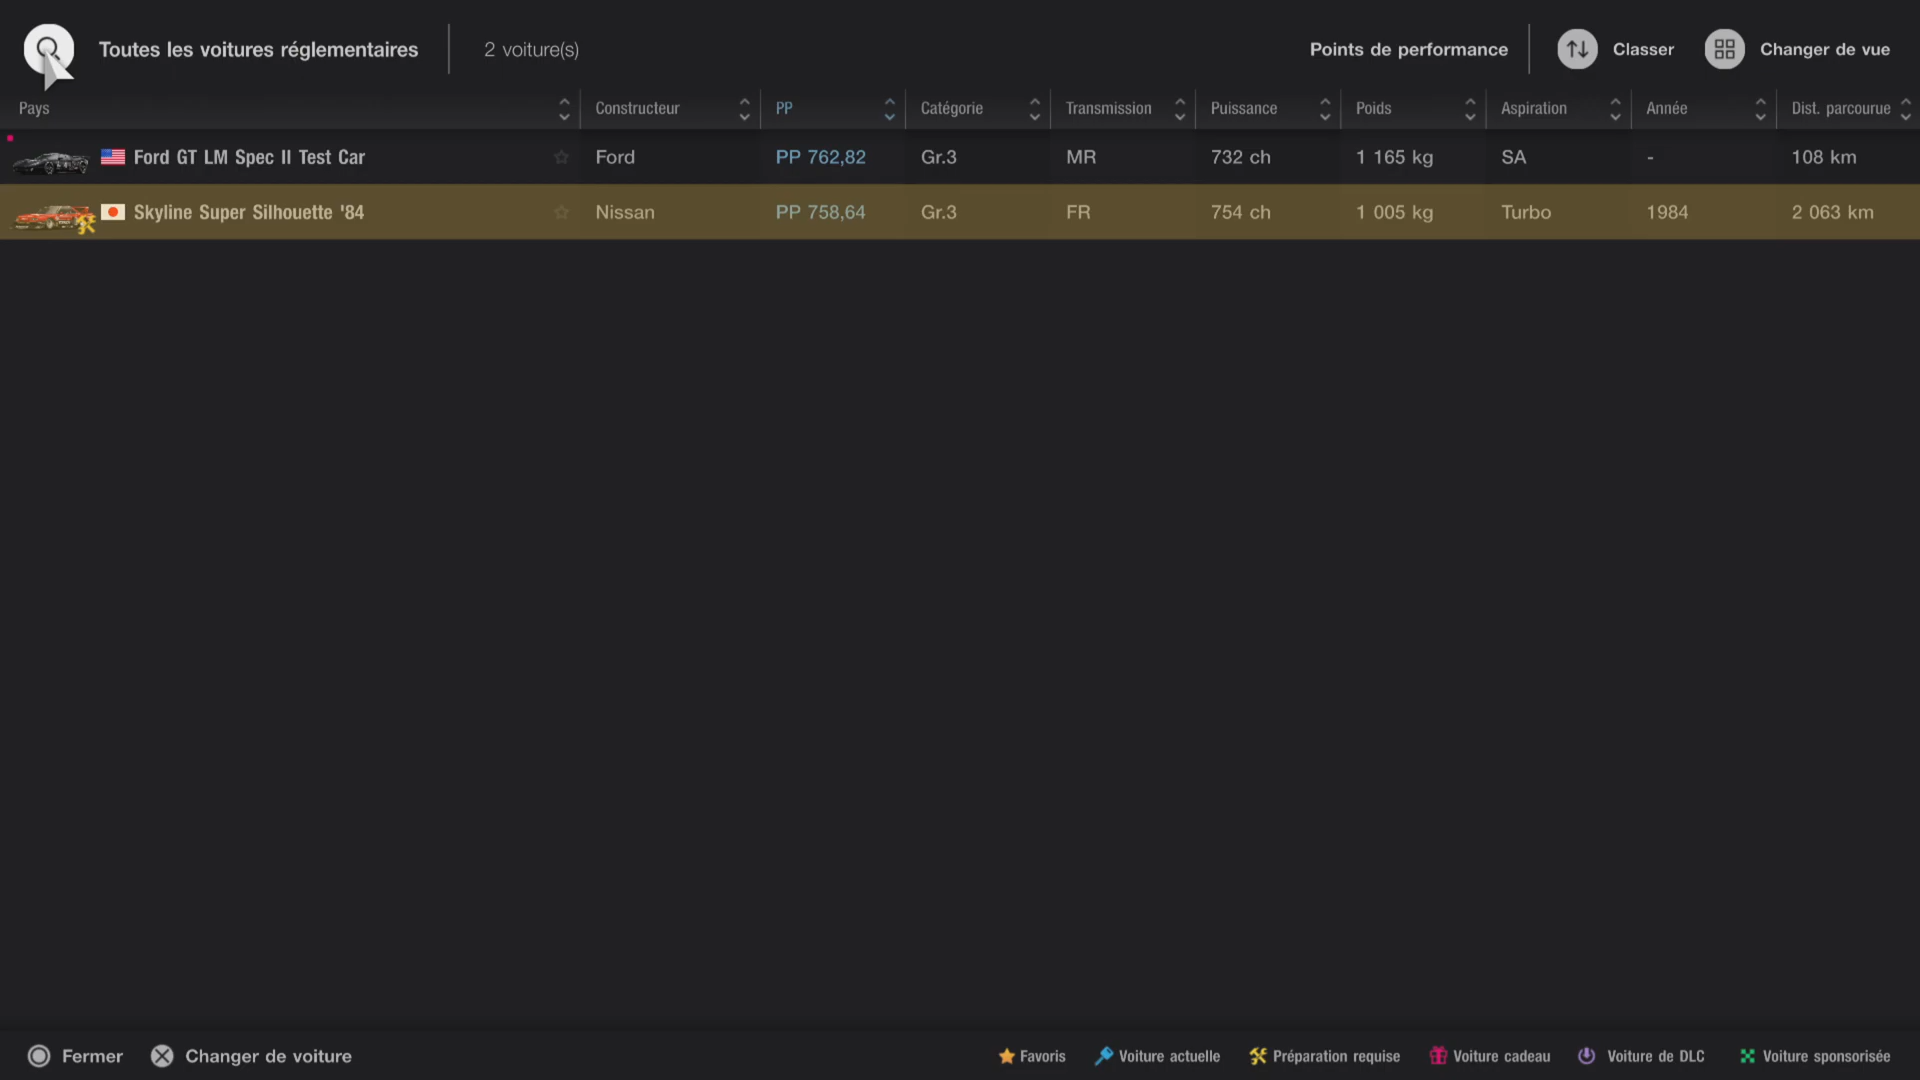 Toutes les voitures réglementaires 2 voiture(s) Points de performance Classer Changer de vue
Pays Constructeur PP Catégorie Transmission Puissance Poids Aspiration Année Dist. parcourue
Ford GT LM Spec II Test Car Ford PP 762,82 Gr.3 MR 732 ch 1 165 kg SA - 108 km
Skyline Super Silhouette '84 Nissan PP 758,64 Gr.3 FR 754 ch 1 005 kg Turbo 1984 2 063 km
Fermer Changer de voiture Favoris Voiture actuelle Préparation requise Voiture cadeau Voiture de DLC Voiture sponsorisée